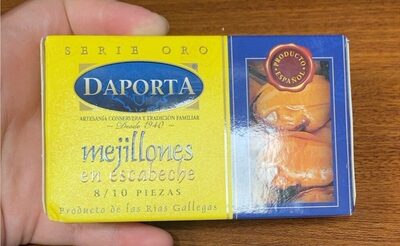 SERIE ORO
DAPORTA
ARTESANÍA CONSERVERA Y TRADICIÓN FAMILIAR
Desde 1940
mejillones
en escabeche
8/10 PIEZAS
Producto de las Rías Gallegas
PRODUCTO
ESPAÑOL